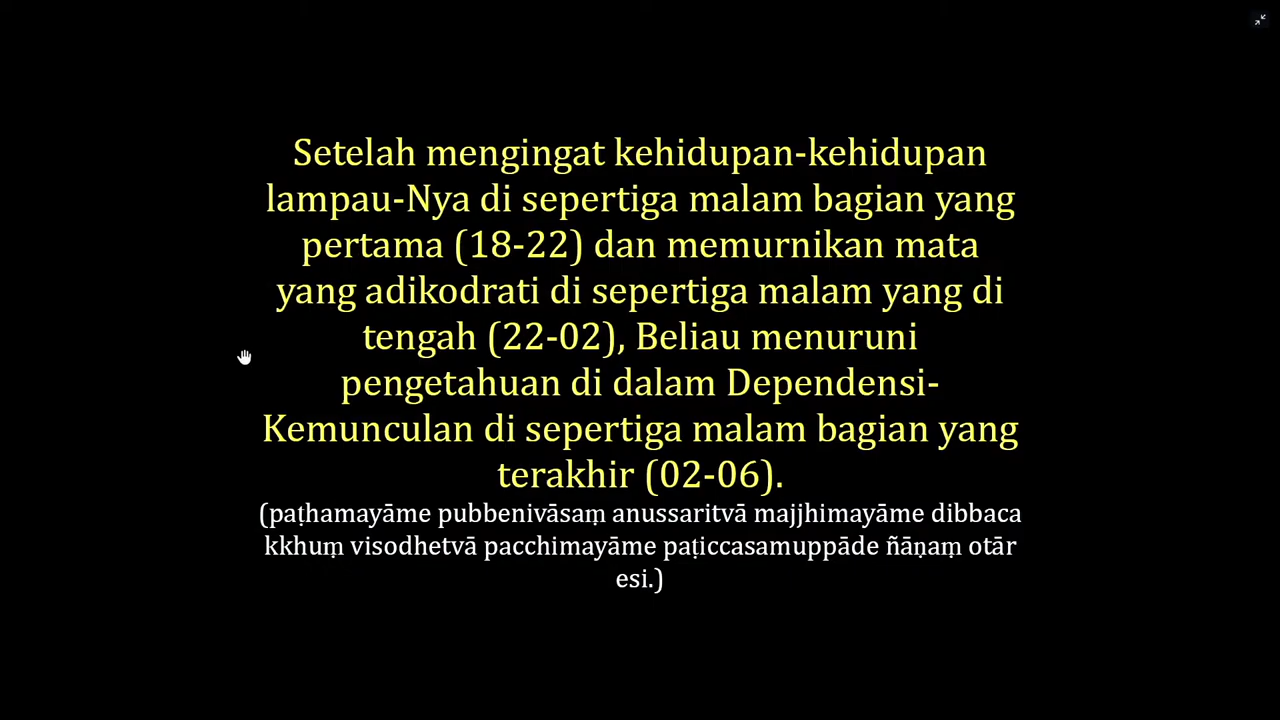 Setelah mengingat kehidupan-kehidupan
lampau-Nya di sepertiga malam bagian yang
pertama (18-22) dan memurnikan mata
yang adikodrati di sepertiga malam yang di
tengah (22-02), Beliau menuruni
pengetahuan di dalam Dependensi-
Kemunculan di sepertiga malam bagian yang
terakhir (02-06).
(paṭhamayāme pubbenivāsaṃ anussaritvā majjhimayāme dibbaca
kkhuṃ visodhetvā pacchimayāme paṭiccasamuppāde ñāṇaṃ otār
esi.)